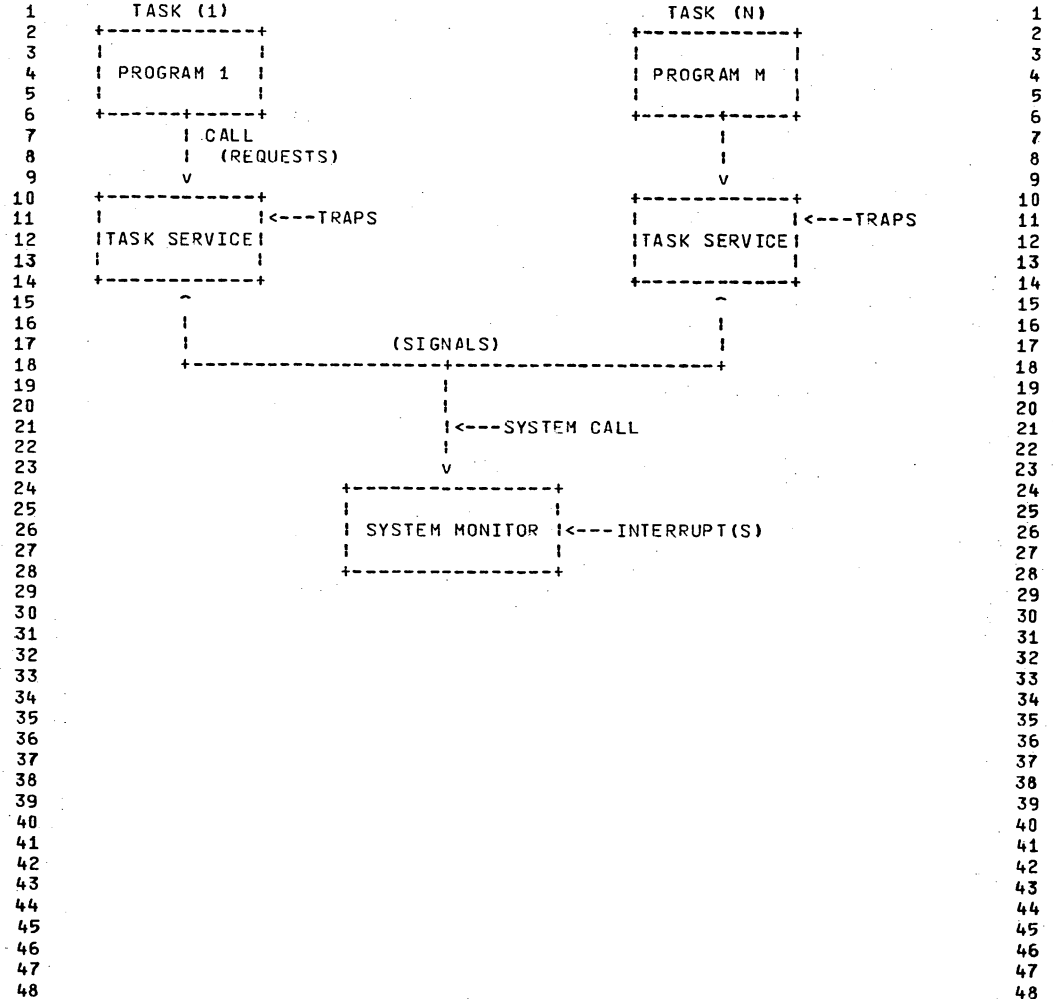 1 TASK (1) TASK (N) 1
2 +-------------+ +-------------+ 2
3 | | | | 3
4 | PROGRAM 1 | | PROGRAM M | 4
5 | | | | 5
6 +------+------+ +------+------+ 6
7 | CALL | 7
8 | (REQUESTS) | 8
9 V V 9
10 +-------------+ +-------------+ 10
11 | |<---TRAPS | |<---TRAPS 11
12 |TASK SERVICE| |TASK SERVICE| 12
13 | | | | 13
14 +-------------+ +-------------+ 14
15 ^ ^ 15
16 | | 16
17 | (SIGNALS) | 17
18 +---------------------+----------------------+ 18
19 | 19
20 | 20
21 |<---SYSTEM CALL 21
22 | 22
23 V 23
24 +-----------------+ 24
25 | | 25
26 | SYSTEM MONITOR |<---INTERRUPT(S) 26
27 | | 27
28 +-----------------+ 28
29 29
30 30
31 31
32 32
33 33
34 34
35 35
36 36
37 37
38 38
39 39
40 40
41 41
42 42
43 43
44 44
45 45
46 46
47 47
48 48